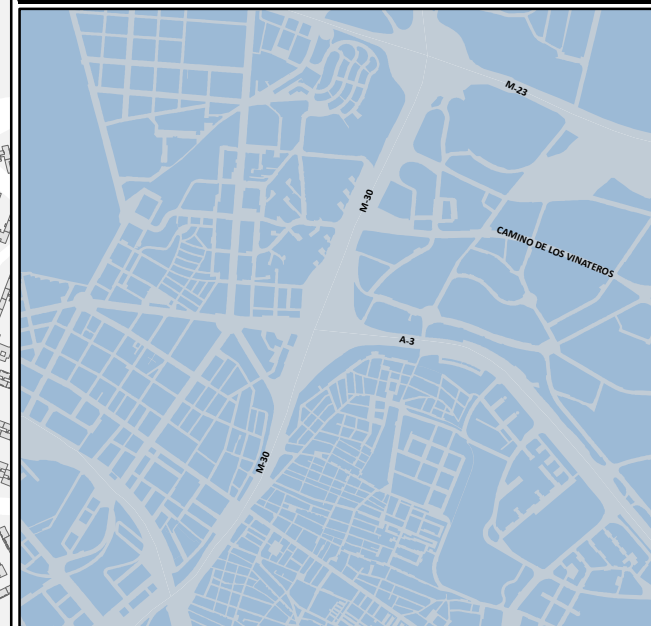 M-23
M-30
CAMINO DE LOS VINATEROS
A-3
M-30